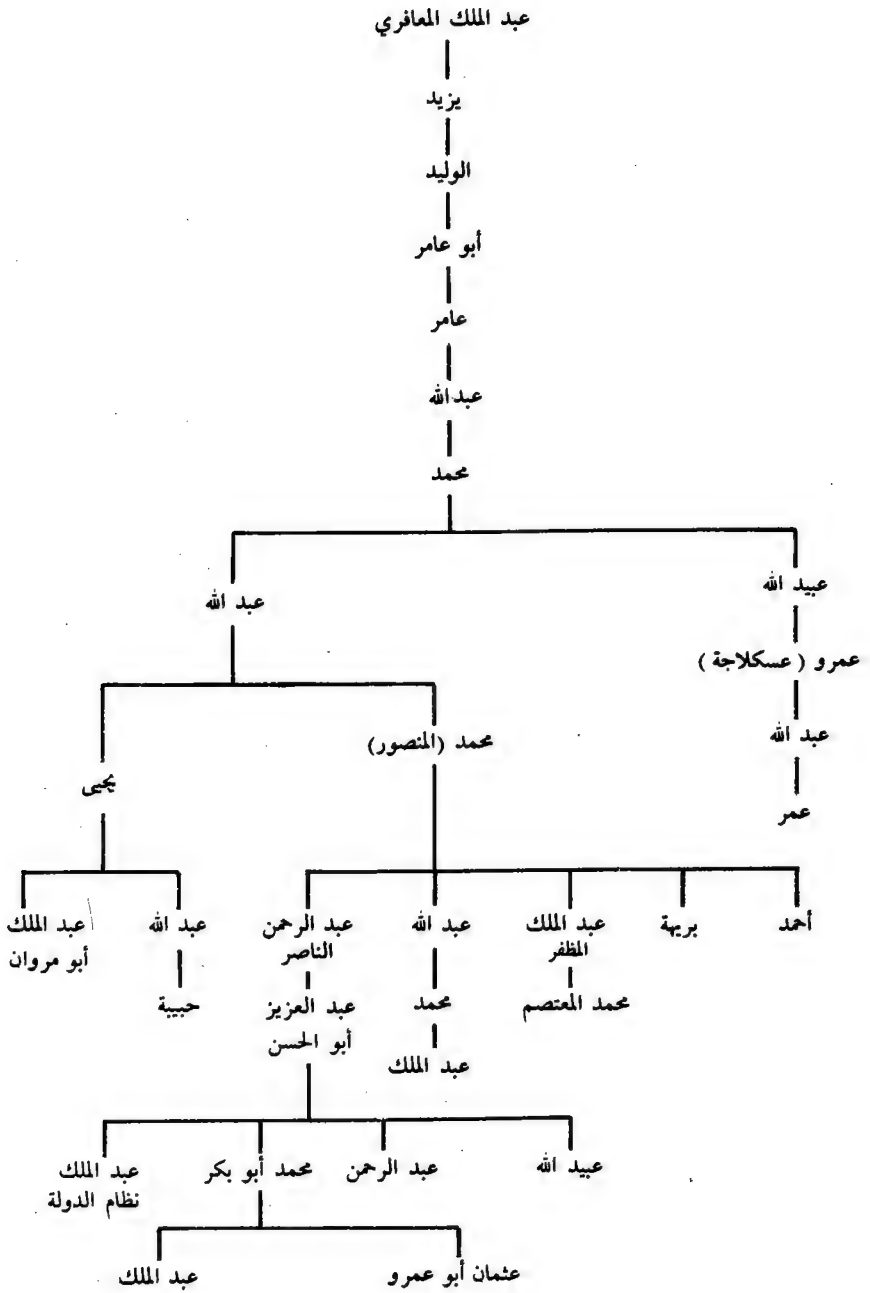 عبد الملك المعافري
يزيد
الوليد
أبو عامر
عامر
عبدالله
محمد
عبيد الله
عبد الله
عمرو ( عسكلاجة )
عبد الله
محمد (المنصور)
يحيى
عمر
أحمد
بريهة
عبد الملك
المظفر
عبد الله
عبد الرحمن
الناصر
عبد الله
عبد الملك
أبو مروان
محمد المعتصم
محمد
عبد العزيز
أبو الحسن
حبيبة
عبد الملك
عبيد الله
عبد الرحمن
محمد أبو بكر
عبد الملك
نظام الدولة
عثمان أبو عمرو
عبد الملك